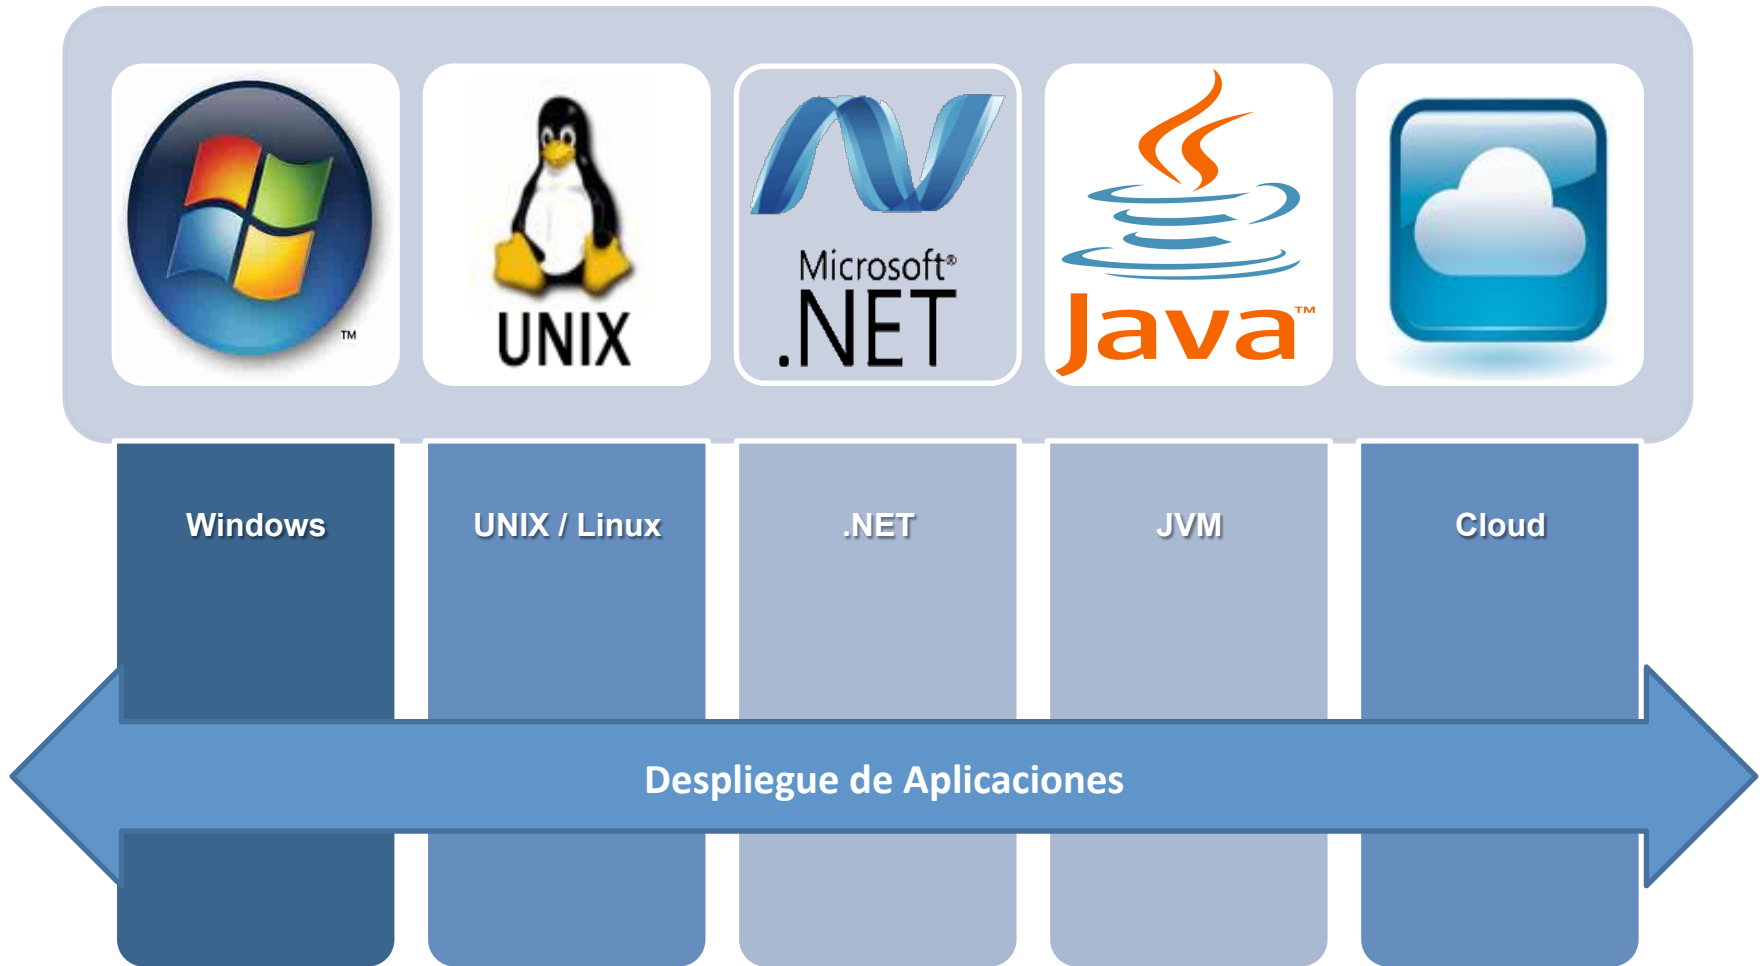 TM
UNIX
Microsoft®
.NET
Java™
Windows
UNIX / Linux
.NET
JVM
Cloud
Despliegue de Aplicaciones